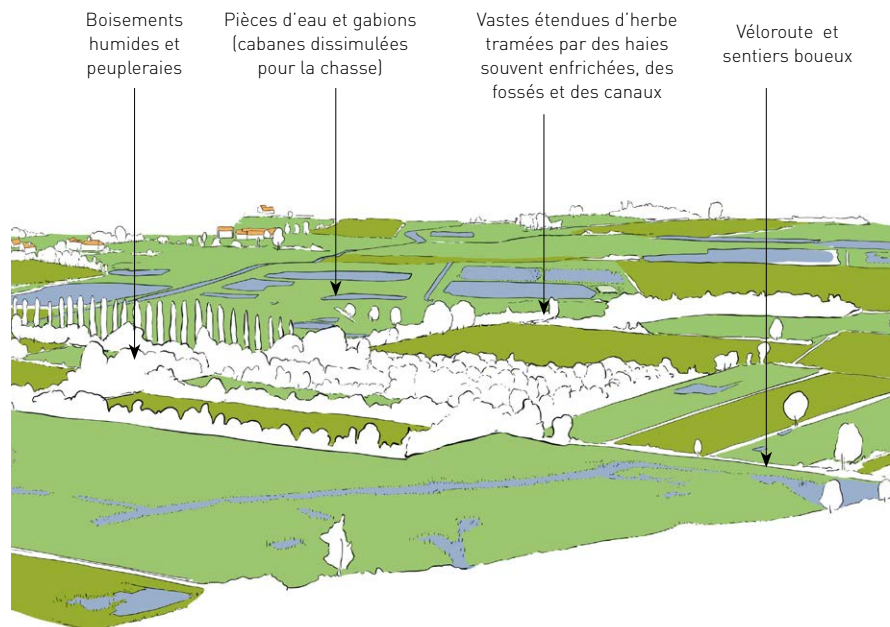 Boisements
humides et
peupleraies
Pièces d'eau et gabions
(cabanes dissimulées
pour la chasse)
Vastes étendues d'herbe
tramées par des haies
souvent enfrichées, des
fossés et des canaux
Véloroute et
sentiers boueux